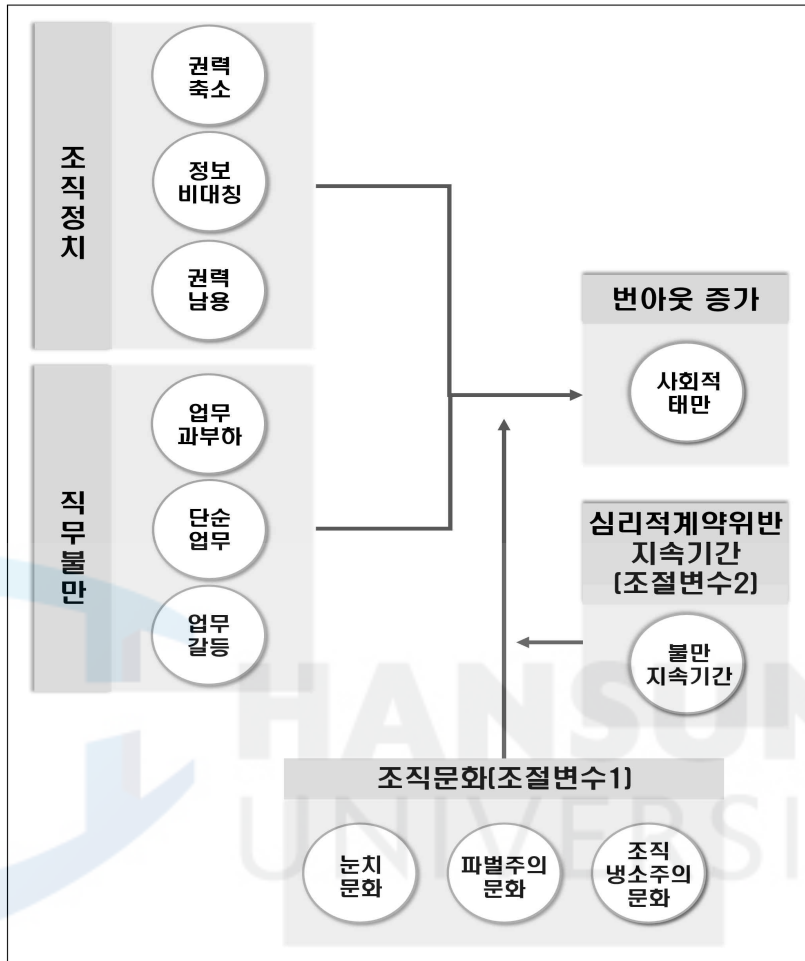 조직정치
권력
축소
정보
비대칭
권력
남용
직무불만
업무
과부하
단순
업무
업무
갈등
번아웃 증가
사회적
태만
심리적계약위반
지속기간
(조절변수2)
불만
지속기간
조직문화(조절변수1)
눈치
문화
파벌주의
문화
조직
냉소주의
문화
HANSUN
UNIVERSI